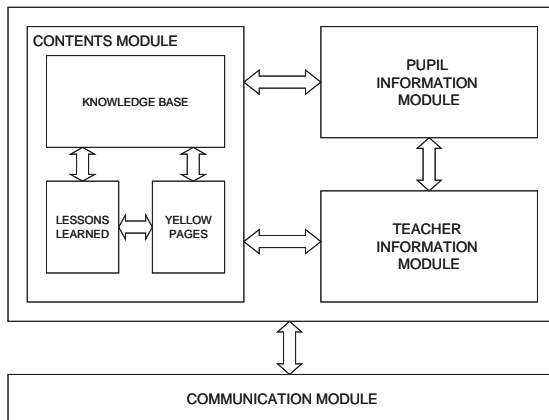 CONTENTS MODULE
KNOWLEDGE BASE
LESSONS
LEARNED
YELLOW
PAGES
PUPIL
INFORMATION
MODULE
TEACHER
INFORMATION
MODULE
COMMUNICATION MODULE